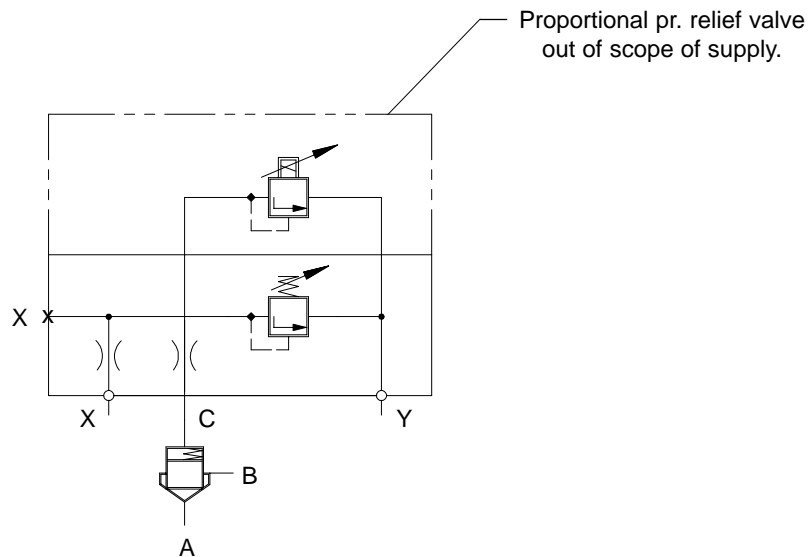 Proportional pr. relief valve
out of scope of supply.
X x
X
C
Y
B
A